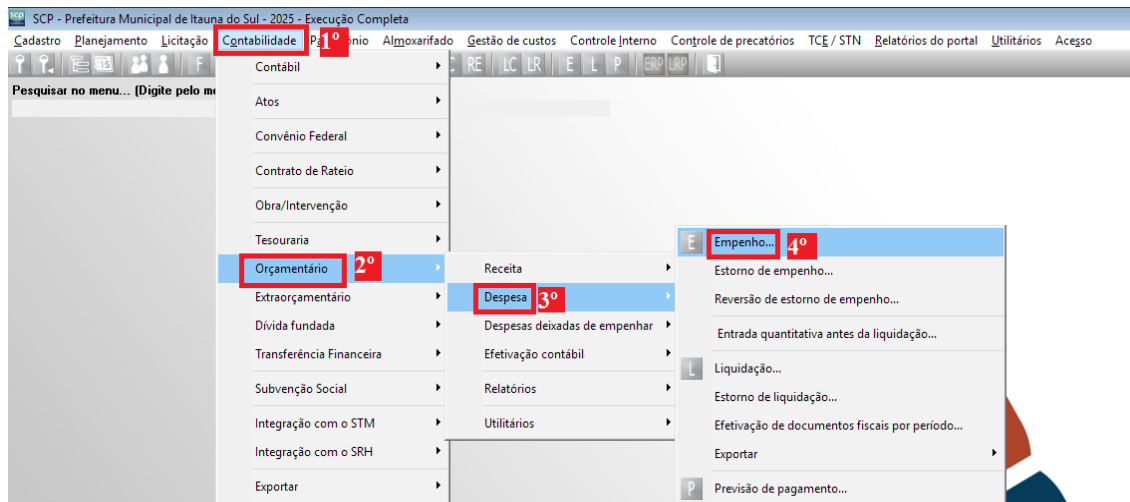 SCP - Prefeitura Municipal de Itauna do Sul - 2025 - Execução Completa
Cadastro Planejamento Licitação Contabilidade 1º Almoxarifado Gestão de custos Controle Interno Controle de precatórios TCE / STN Relatórios do portal Utilitários Acesso
F RE LC LR E L P ERP LRP
Pesquisar no menu... (Digite pelo
Contábil
Atos
Convênio Federal
Contrato de Rateio
Obra/Intervenção
Tesouraria
Orçamentário 2º
Extraorçamentário
Dívida fundada
Transferência Financeira
Subvenção Social
Integração com o STM
Integração com o SRH
Exportar
Receita
Despesa 3º
Despesas deixadas de empenhar
Efetivação contábil
Relatórios
Utilitários
E Empenho... 4º
Estorno de empenho...
Reversão de estorno de empenho...
Entrada quantitativa antes da liquidação...
L Liquidação...
Estorno de liquidação...
Efetivação de documentos fiscais por período...
Exportar
P Previsão de pagamento...